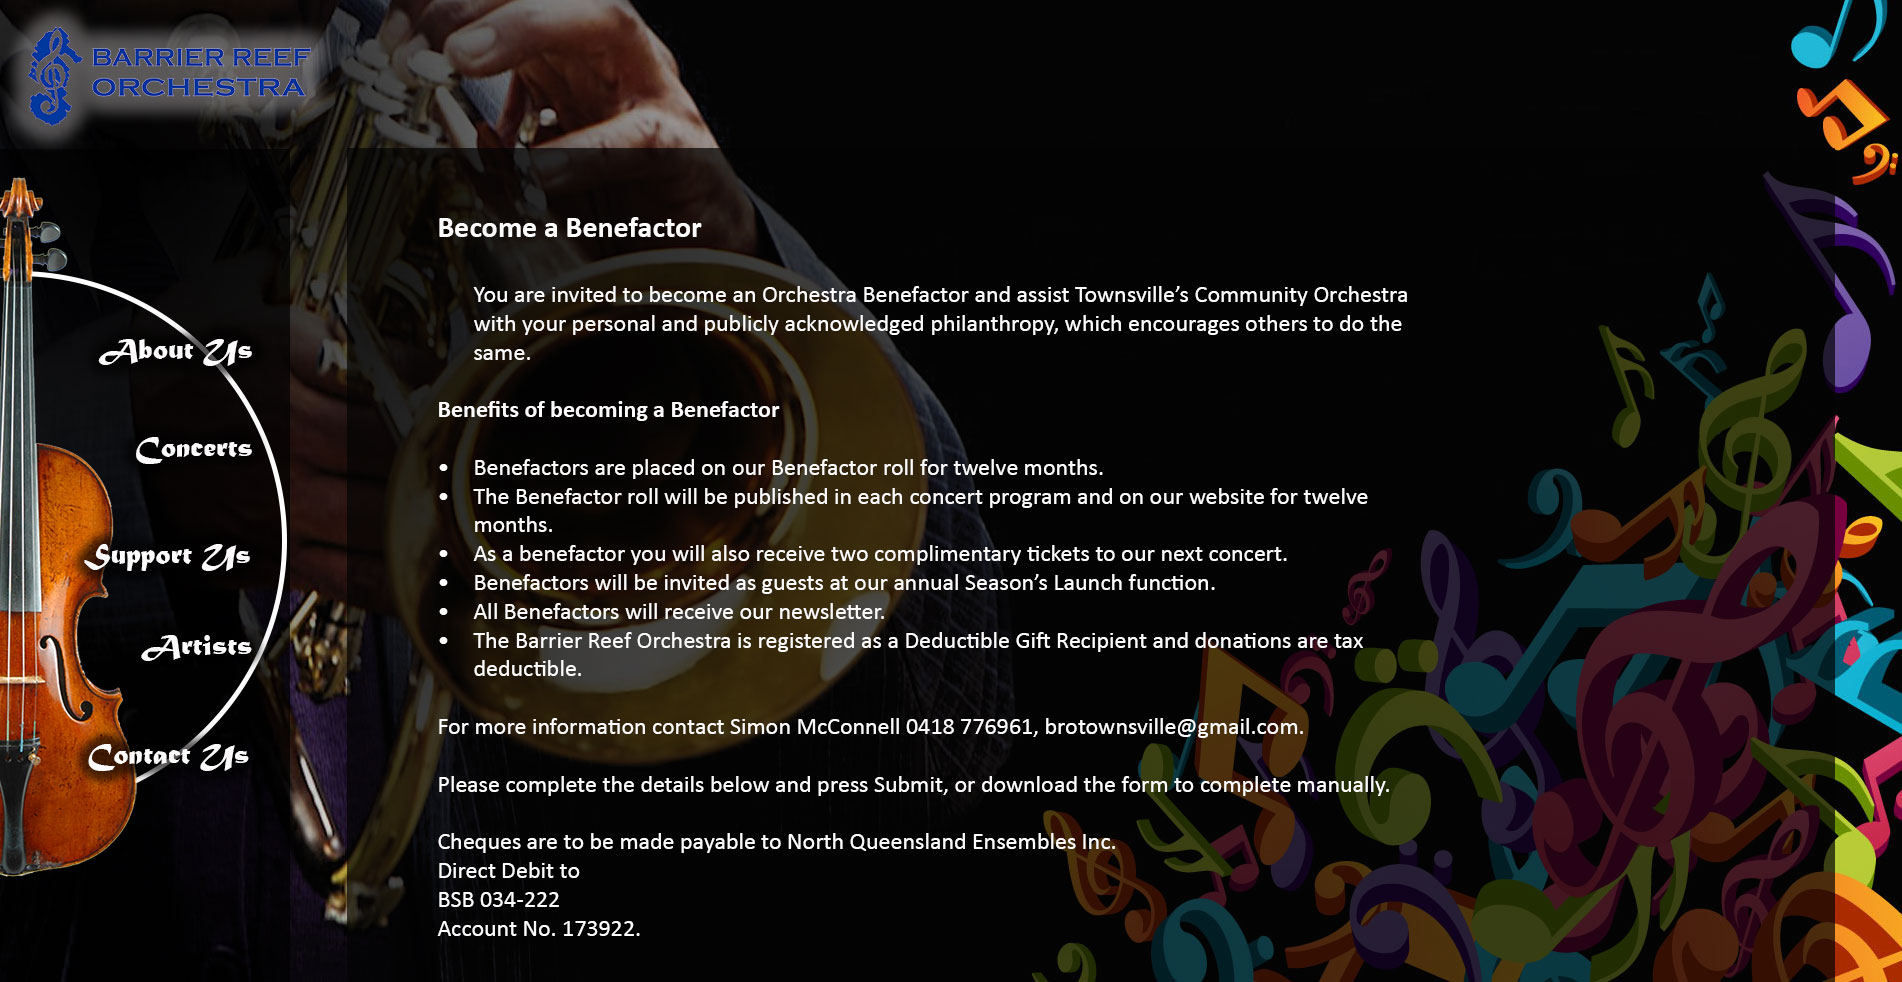 BARRIER REEF
ORCHESTRA
About Us
Concerts
Support Us
Artists
Contact Us
Become a Benefactor
You are invited to become an Orchestra Benefactor and assist Townsville’s Community Orchestra
with your personal and publicly acknowledged philanthropy, which encourages others to do the
same.
Benefits of becoming a Benefactor
• Benefactors are placed on our Benefactor roll for twelve months.
• The Benefactor roll will be published in each concert program and on our website for twelve
months.
• As a benefactor you will also receive two complimentary tickets to our next concert.
• Benefactors will be invited as guests at our annual Season’s Launch function.
• All Benefactors will receive our newsletter.
• The Barrier Reef Orchestra is registered as a Deductible Gift Recipient and donations are tax
deductible.
For more information contact Simon McConnell 0418 776961, brotownsville@gmail.com.
Please complete the details below and press Submit, or download the form to complete manually.
Cheques are to be made payable to North Queensland Ensembles Inc.
Direct Debit to
BSB 034-222
Account No. 173922.